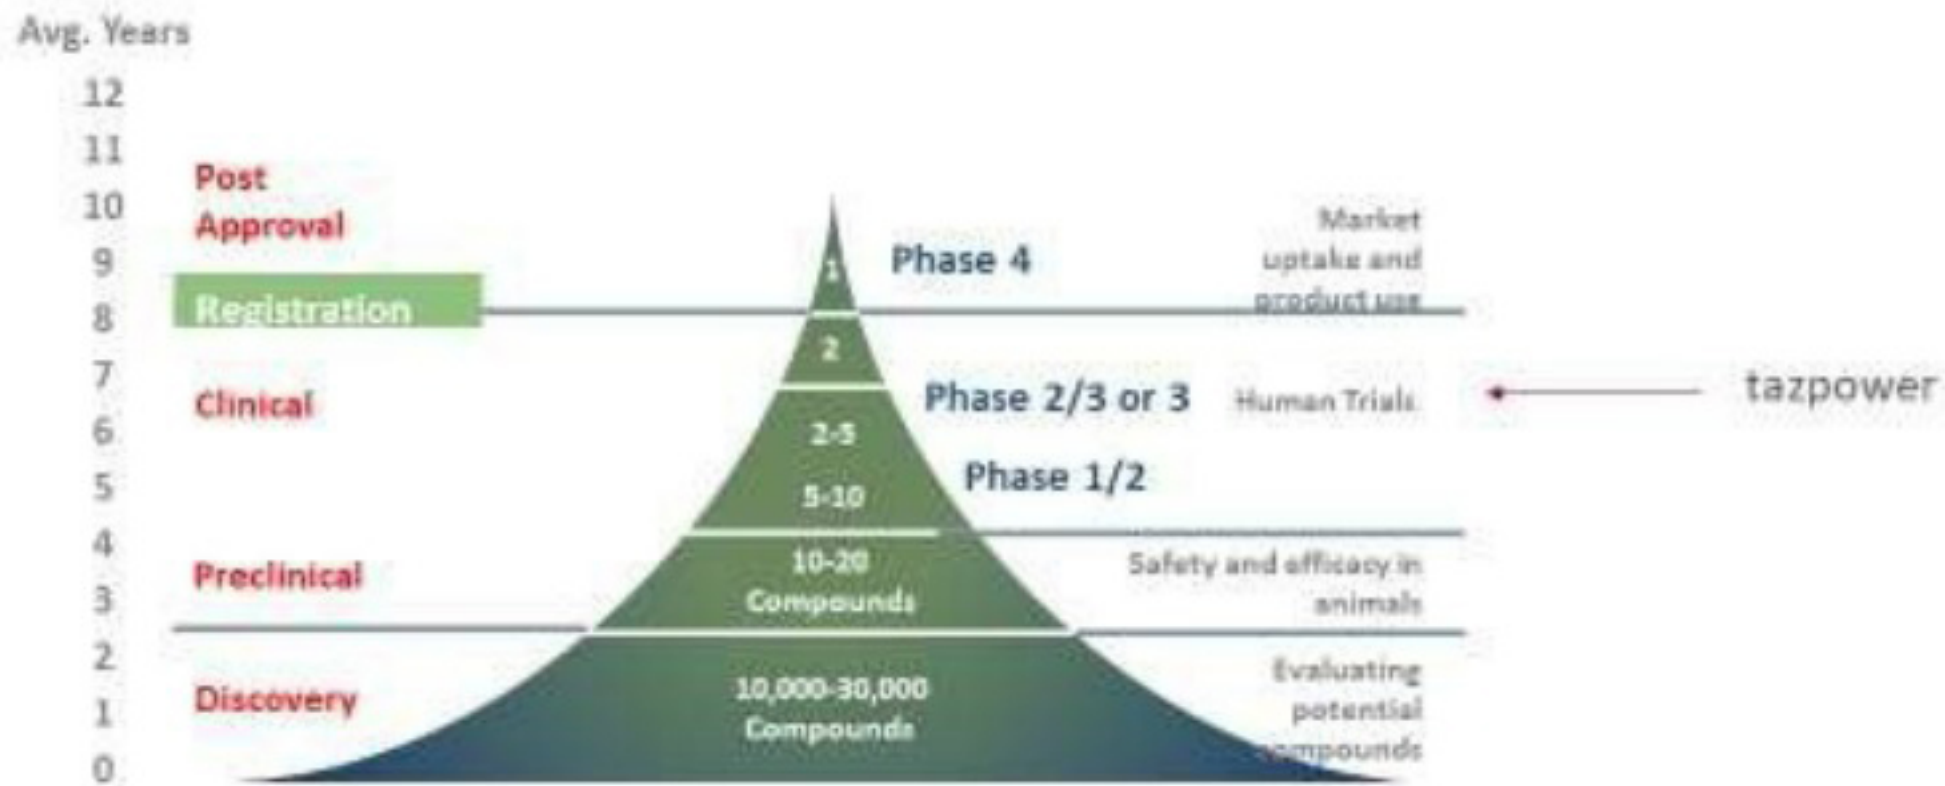 Avg. Years
12
11
Post
10
Approval
Market
9
1
Phase 4
uptake and
Registration
product use
8
2
7
Clinical
Phase 2/3 or 3
Human Trials
tazpower
6
2-5
5
5-10
Phase 1/2
4
10-20
Safety and efficacy in
Preclinical
3
Compounds
animals
2
Evaluating
Discovery
10,000-30,000
1
potential
Compounds
compounds
0